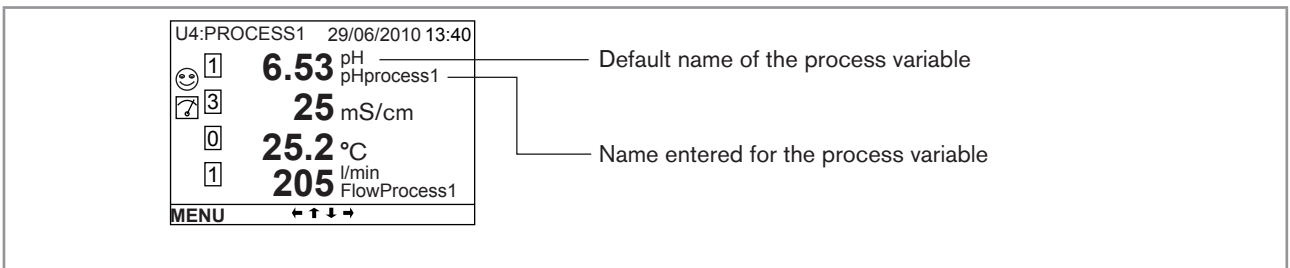 U4:PROCESS1 29/06/2010 13:40
1 6.53 pH
pHprocess1
3 25 mS/cm
0 25.2 °C
1 205 l/min
FlowProcess1
MENU
Default name of the process variable
Name entered for the process variable